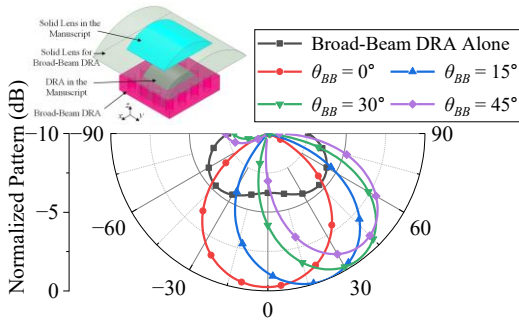 Solid Lens in the
Manuscript
Solid Lens for
Broad-Beam DRA
DRA in the
Manuscript
Broad-Beam DRA
z
x
y
Broad-Beam DRA Alone
θBB = 0°
θBB = 15°
θBB = 30°
θBB = 45°
Normalized Pattern (dB)
-10
-5
0
-90
-60
-30
0
30
60
90